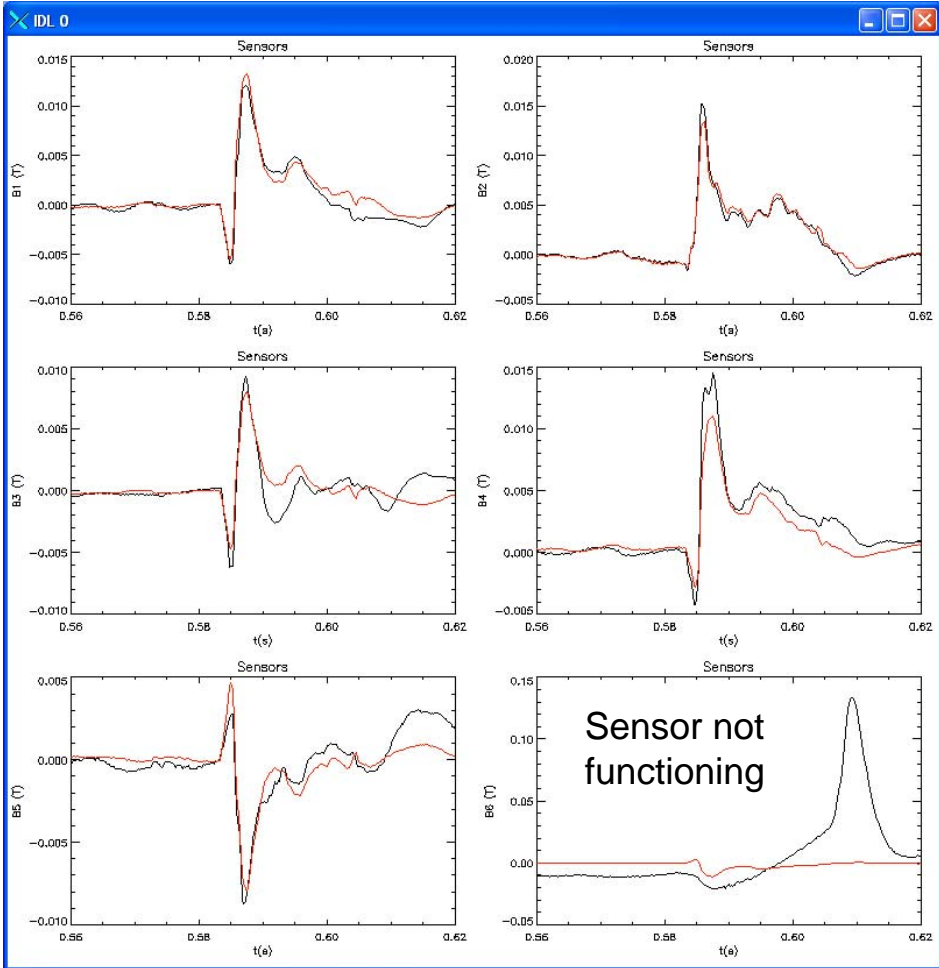 IDL 0
Sensors
0.015
0.010
0.005
0.000
−0.005
−0.010
B1 (T)
0.56
0.58
0.60
0.62
t(s)
Sensors
0.020
0.015
0.010
0.005
0.000
−0.005
B2 (T)
0.56
0.58
0.60
0.62
t(s)
Sensors
0.010
0.005
0.000
−0.005
−0.010
B3 (T)
0.56
0.58
0.60
0.62
t(s)
Sensors
0.015
0.010
0.005
0.000
−0.005
B4 (T)
0.56
0.58
0.60
0.62
t(s)
Sensors
0.005
0.000
−0.005
−0.010
B5 (T)
0.56
0.58
0.60
0.62
t(s)
Sensors
0.15
0.10
0.05
0.00
−0.05
B6 (T)
Sensor not
functioning
0.56
0.58
0.60
0.62
t(s)